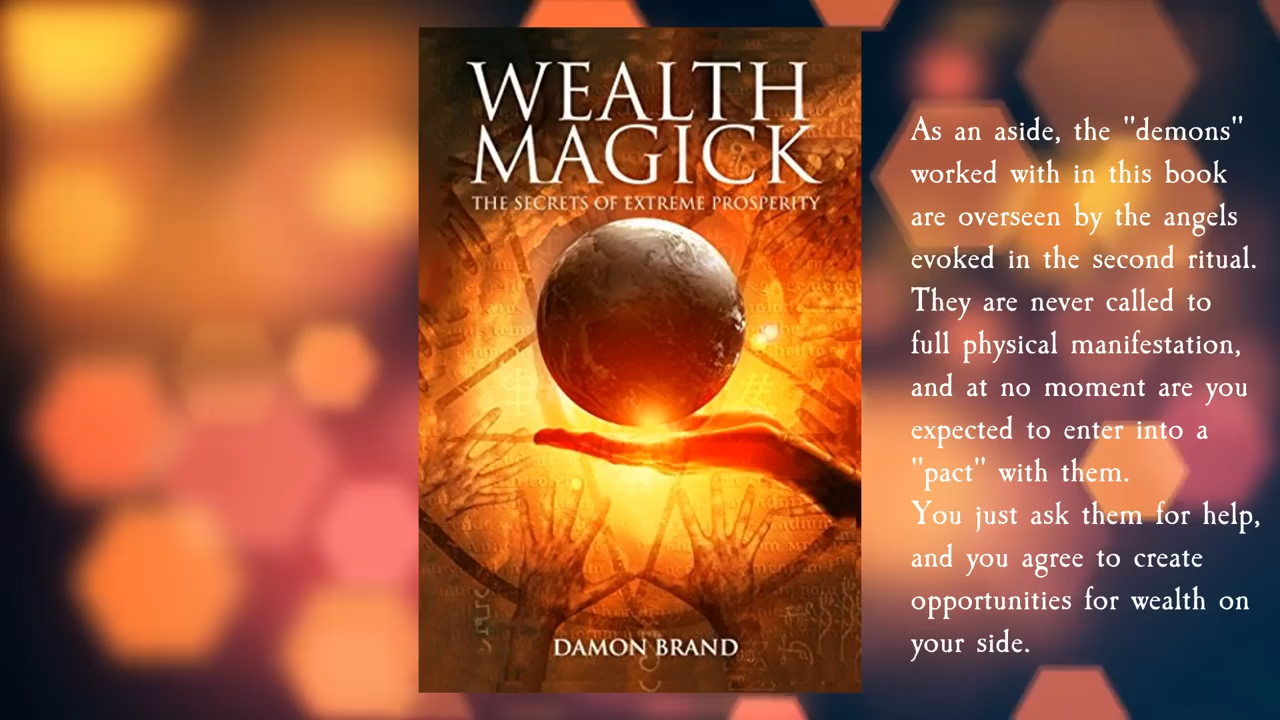 WEALTH
MAGICK
THE SECRETS OF EXTREME PROSPERITY
DAMON BRAND
As an aside, the "demons"
worked with in this book
are overseen by the angels
evoked in the second ritual.
They are never called to
full physical manifestation,
and at no moment are you
expected to enter into a
"pact" with them.
You just ask them for help,
and you agree to create
opportunities for wealth on
your side.